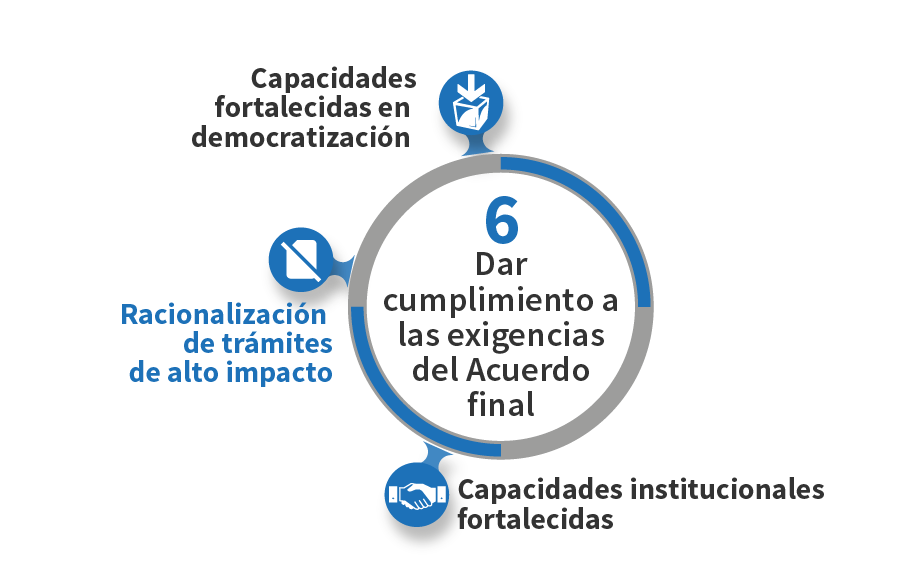 Capacidades
fortalecidas en
democratización
6
Dar
cumplimiento a
las exigencias
del Acuerdo
final
Racionalización
de trámites
de alto impacto
Capacidades institucionales
fortalecidas